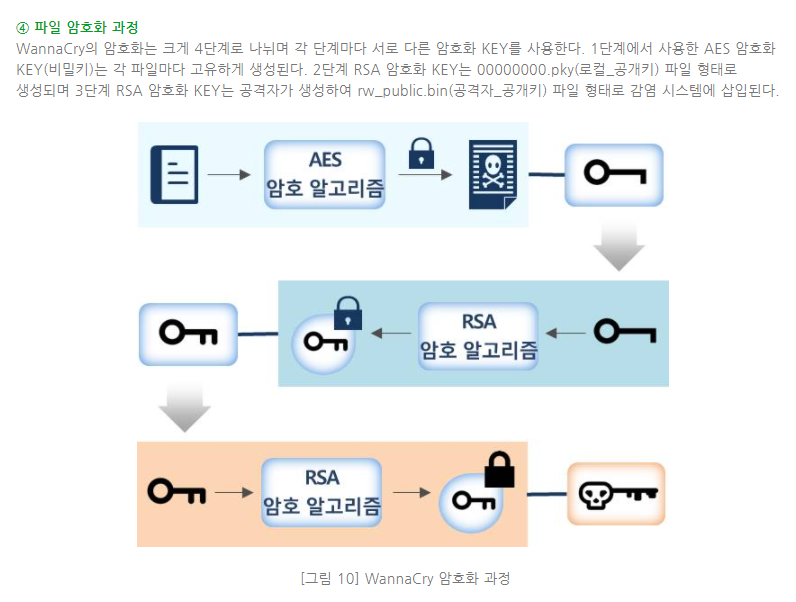 ④ 파일 암호화 과정
WannaCry의 암호화는 크게 4단계로 나뉘며 각 단계마다 서로 다른 암호화 KEY를 사용한다. 1단계에서 사용한 AES 암호화
KEY(비밀키)는 각 파일마다 고유하게 생성된다. 2단계 RSA 암호화 KEY는 00000000.pky(로컬_공개키) 파일 형태로
생성되며 3단계 RSA 암호화 KEY는 공격자가 생성하여 rw_public.bin(공격자_공개키) 파일 형태로 감염 시스템에 삽입된다.
AES
암호 알고리즘
RSA
암호 알고리즘
RSA
암호 알고리즘
[그림 10] WannaCry 암호화 과정